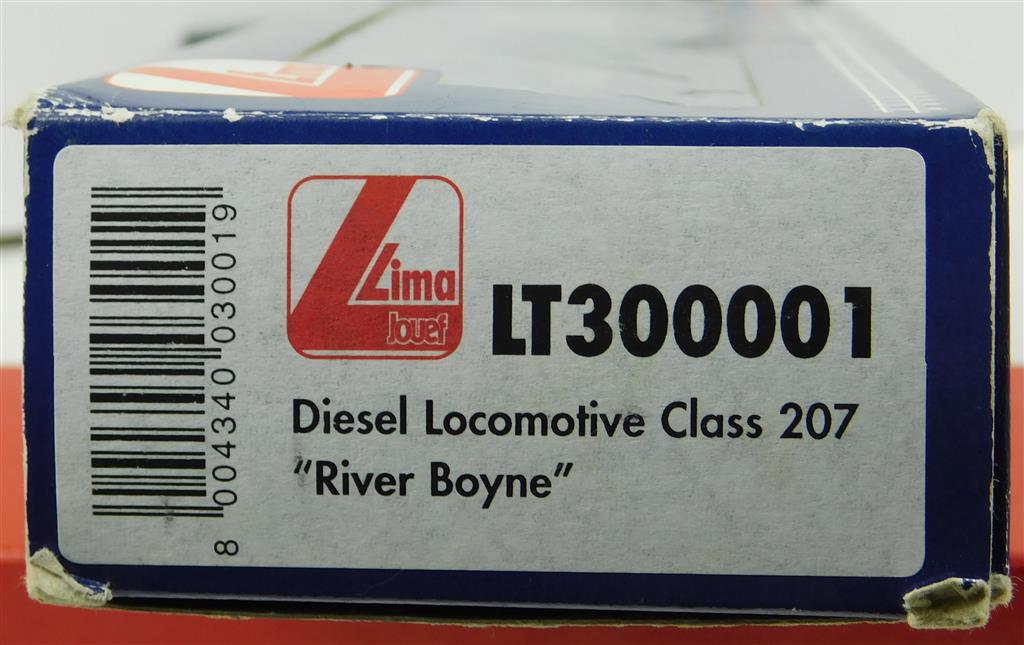 Lima
Jouef
LT300001
Diesel Locomotive Class 207
“River Boyne”
8 004340 030019